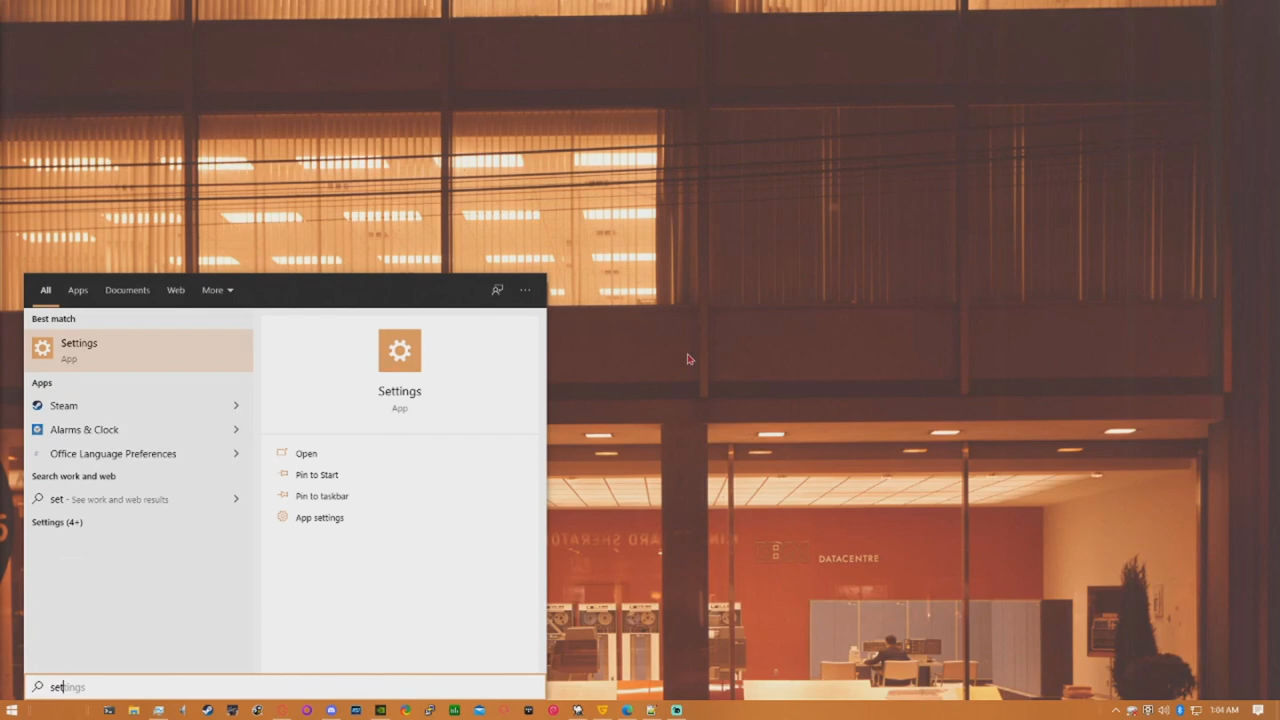 All Apps Documents Web More
Best match
Settings
App
Apps
Steam
Alarms & Clock
Office Language Preferences
Search work and web
set - See work and web results
Settings (4+)
Settings
App
Open
Pin to Start
Pin to taskbar
App settings
DATACENTRE
settings
1:04 AM